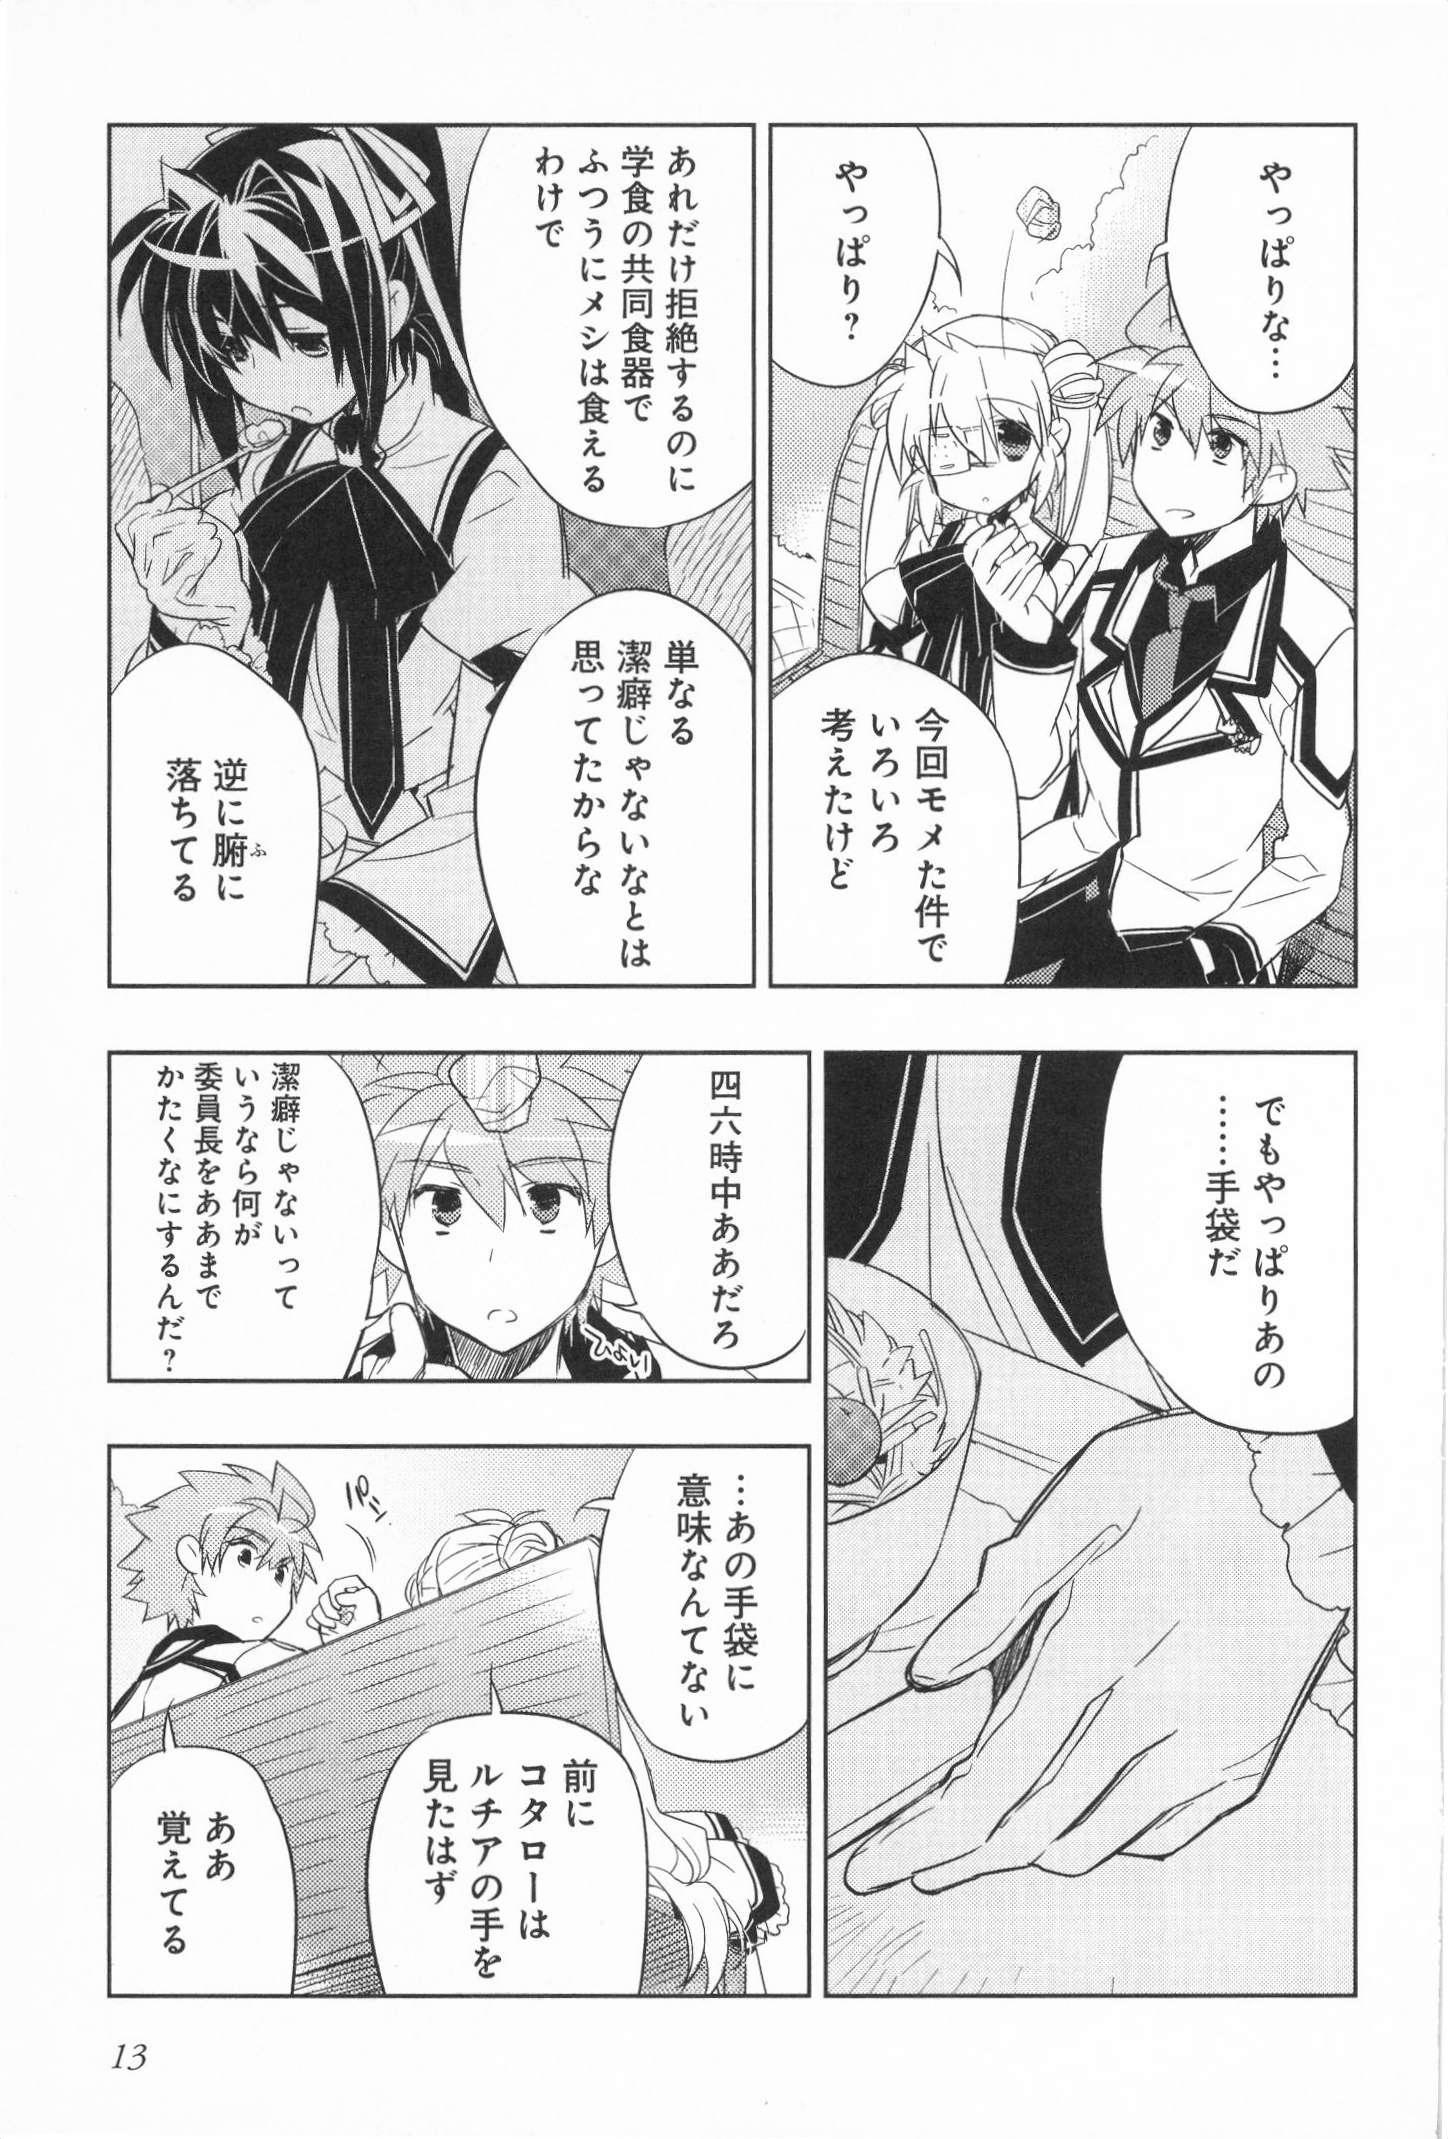 やっぱりな…
やっぱり？
今回モメた件で
いろいろ
考えたけど
あれだけ拒絶するのに
学食の共同食器で
ふつうにメシは食える
わけで
単なる
潔癖じゃないなとは
思ってたからな
逆に腑に
ふ
落ちてる
でもやっぱりあの
……手袋だ
四六時中ああだろ
ひょい
潔癖じゃないって
いうなら何が
委員長をああまで
かたくなにするんだ？
…あの手袋に
意味なんてない
前に
コタローは
ルチアの手を
見たはず
ああ
覚えてる
13